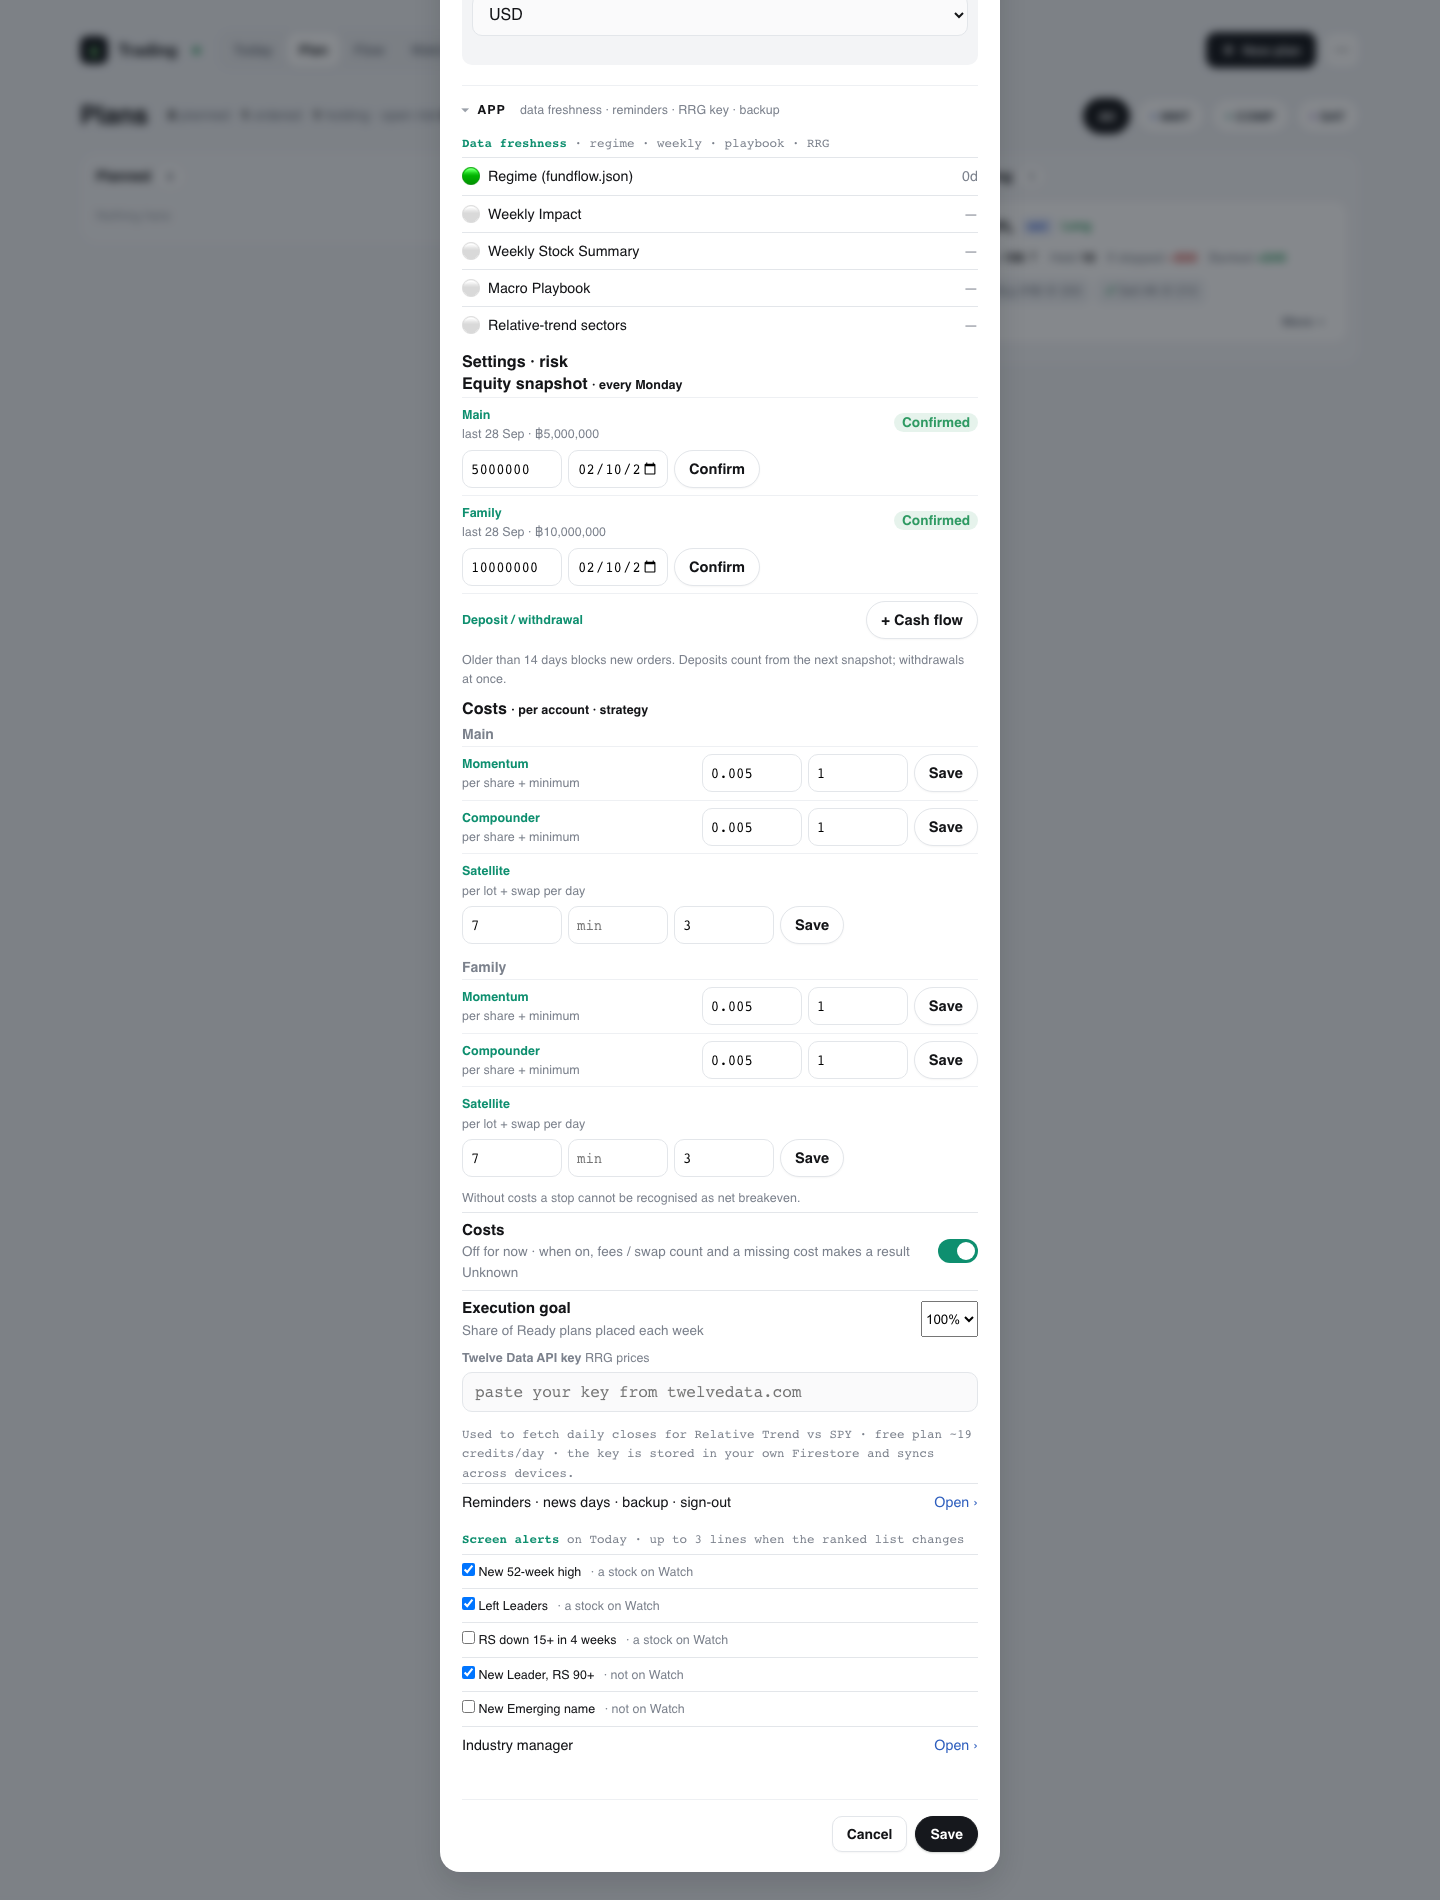 USD
APP data freshness · reminders · RRG key · backup
Data freshness · regime · weekly · playbook · RRG
Regime (fundflow.json) 0d
Weekly Impact —
Weekly Stock Summary —
Macro Playbook —
Relative-trend sectors —
Settings · risk
Equity snapshot · every Monday
Main Confirmed
last 28 Sep · ฿5,000,000
5000000 02/10/2 Confirm
Family Confirmed
last 28 Sep · ฿10,000,000
10000000 02/10/2 Confirm
Deposit / withdrawal + Cash flow
Older than 14 days blocks new orders. Deposits count from the next snapshot; withdrawals
at once.
Costs · per account · strategy
Main
Momentum
per share + minimum 0.005 1 Save
Compounder
per share + minimum 0.005 1 Save
Satellite
per lot + swap per day
7 min 3 Save
Family
Momentum
per share + minimum 0.005 1 Save
Compounder
per share + minimum 0.005 1 Save
Satellite
per lot + swap per day
7 min 3 Save
Without costs a stop cannot be recognised as net breakeven.
Costs
Off for now · when on, fees / swap count and a missing cost makes a result
Unknown
Execution goal 100%
Share of Ready plans placed each week
Twelve Data API key RRG prices
paste your key from twelvedata.com
Used to fetch daily closes for Relative Trend vs SPY · free plan ~19
credits/day · the key is stored in your own Firestore and syncs
across devices.
Reminders · news days · backup · sign-out Open ›
Screen alerts on Today · up to 3 lines when the ranked list changes
New 52-week high · a stock on Watch
Left Leaders · a stock on Watch
RS down 15+ in 4 weeks · a stock on Watch
New Leader, RS 90+ · not on Watch
New Emerging name · not on Watch
Industry manager Open ›
Cancel Save
Trading Today Plan
Plans
Planned